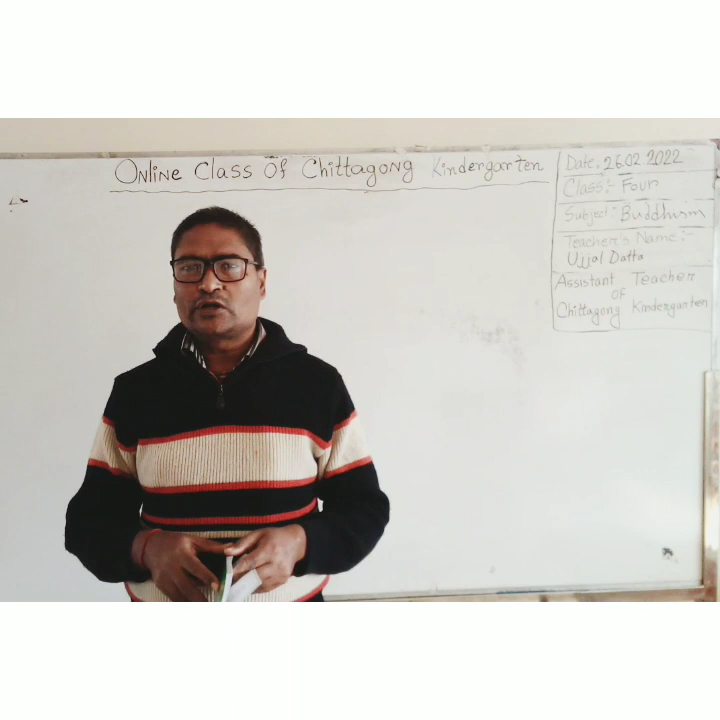 Online Class Of Chittagong Kindergarten
Date: 26.02.2022
Class:- Four
Subject:- Buddhism
Teacher's Name:-
Ujjal Datta
Assistant Teacher
OF
Chittagong Kindergarten